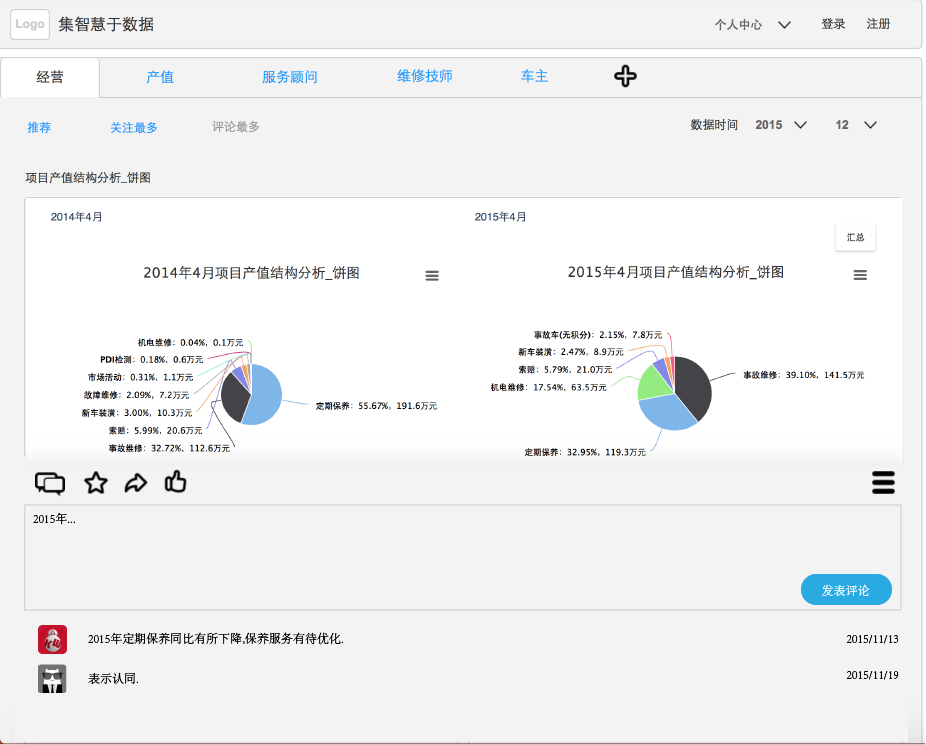 Logo 集智慧于数据 个人中心 登录 注册
经营 产值 服务顾问 维修技师 车主
推荐 关注最多 评论最多 数据时间 2015 12
项目产值结构分析_饼图
2014年4月 2015年4月
汇总
2014年4月项目产值结构分析_饼图
机电维修: 0.04%, 0.1万元
PDI检测: 0.18%, 0.6万元
市场活动: 0.31%, 1.1万元
故障维修: 2.09%, 7.2万元
新车装潢: 3.00%, 10.3万元
索赔: 5.99%, 20.6万元
事故维修: 32.72%, 112.6万元
定期保养: 55.67%, 191.6万元
2015年4月项目产值结构分析_饼图
事故车(无积分): 2.15%, 7.8万元
新车装潢: 2.47%, 8.9万元
索赔: 5.79%, 21.0万元
机电维修: 17.54%, 63.5万元
事故维修: 39.10%, 141.5万元
定期保养: 32.95%, 119.3万元
2015年...
发表评论
2015年定期保养同比有所下降,保养服务有待优化. 2015/11/13
表示认同. 2015/11/19